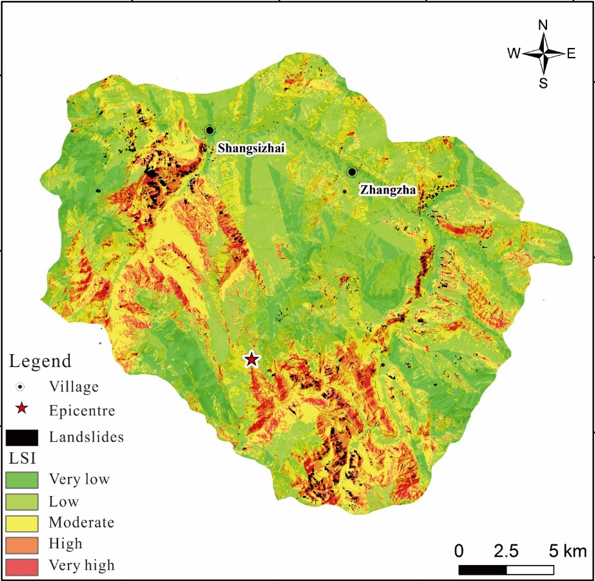 N
W E
S
Shangsizhai
Zhangzha
Legend
Village
Epicentre
Landslides
LSI
Very low
Low
Moderate
High
Very high
0 2.5 5 km